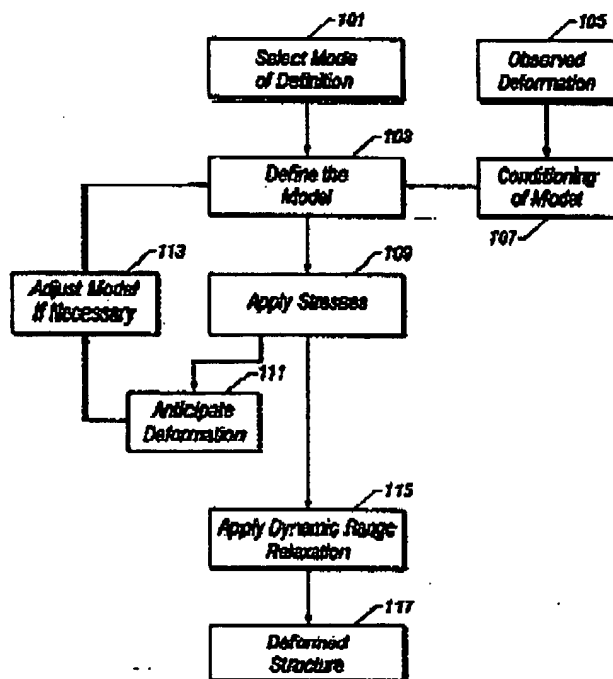 101
Select Mode
of Definition
105
Observed
Deformation
103
Define the
Model
Conditioning
of Model
107
113
Adjust Model
If Necessary
109
Apply Stresses
111
Anticipate
Deformation
115
Apply Dynamic Range
Relaxation
117
Deformed
Structure